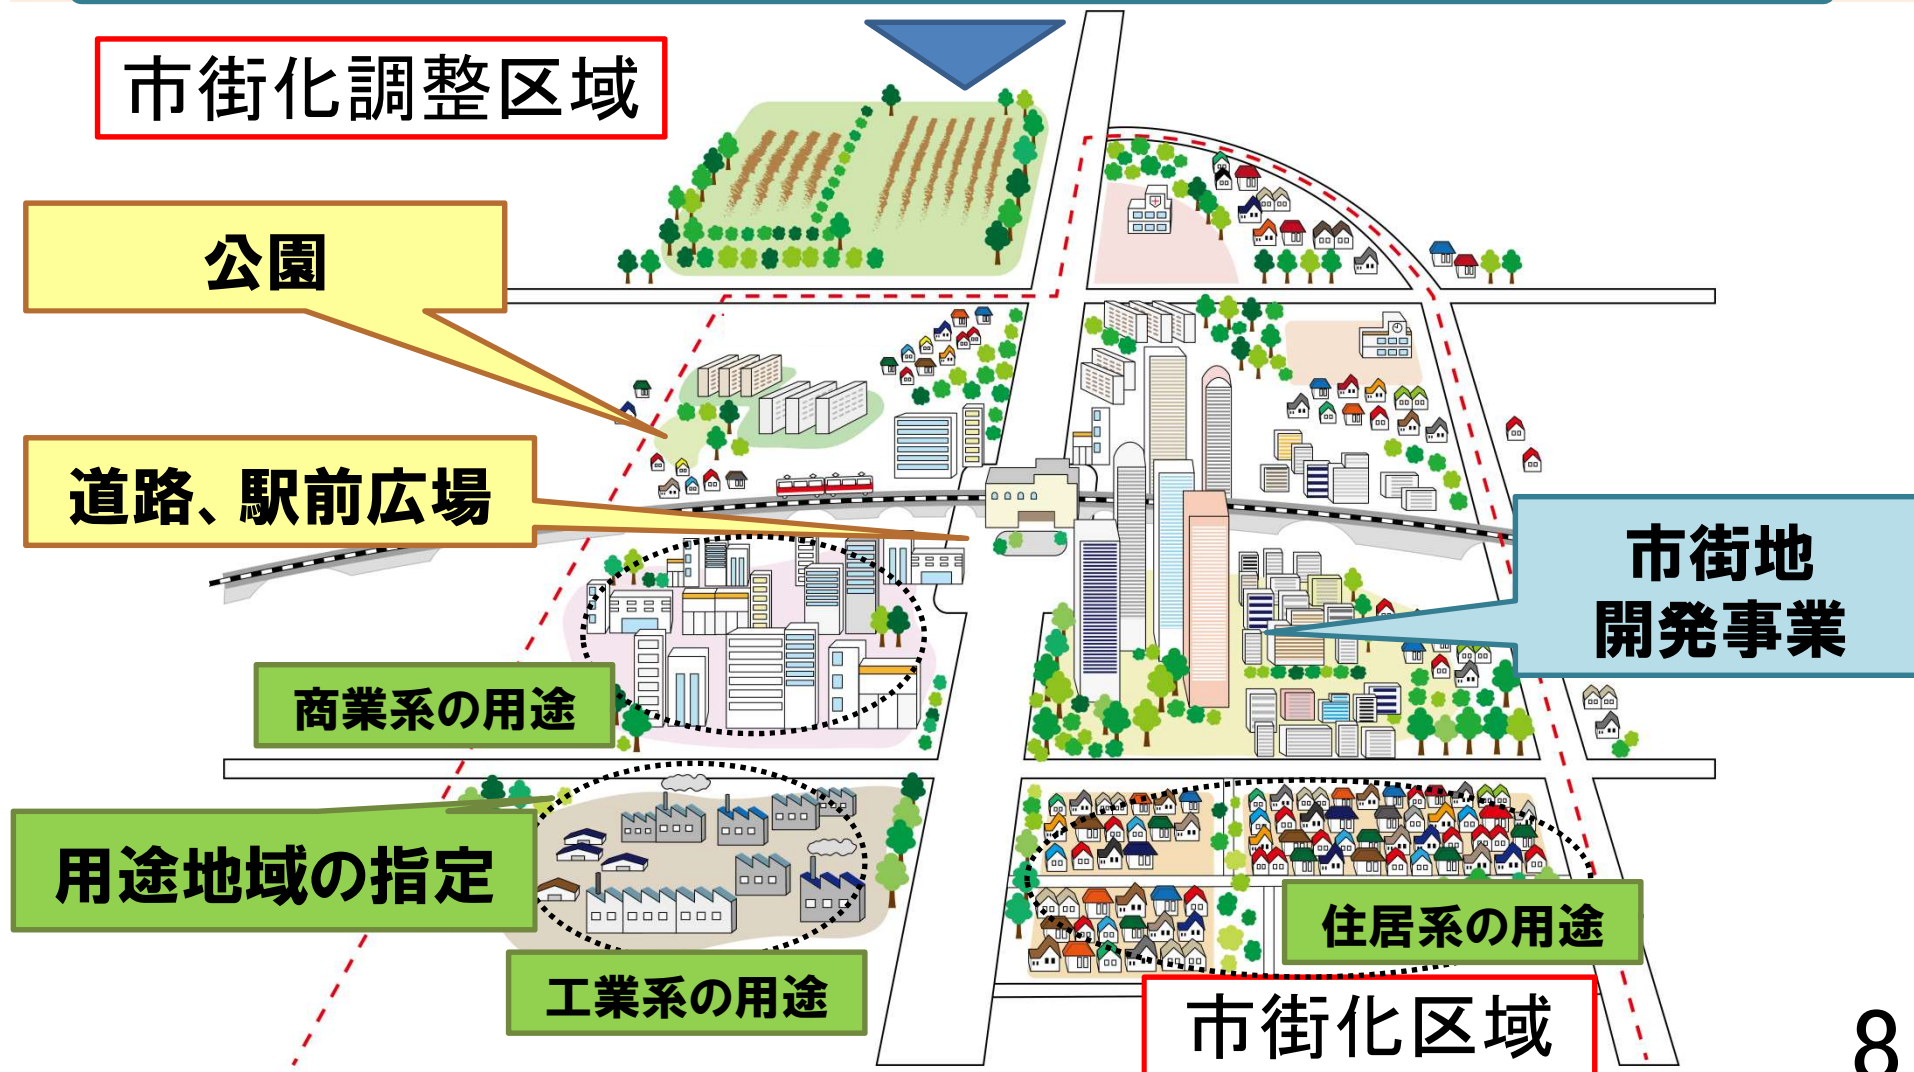 市街化調整区域
公園
道路、駅前広場
市街地
開発事業
商業系の用途
用途地域の指定
住居系の用途
工業系の用途
市街化区域
8